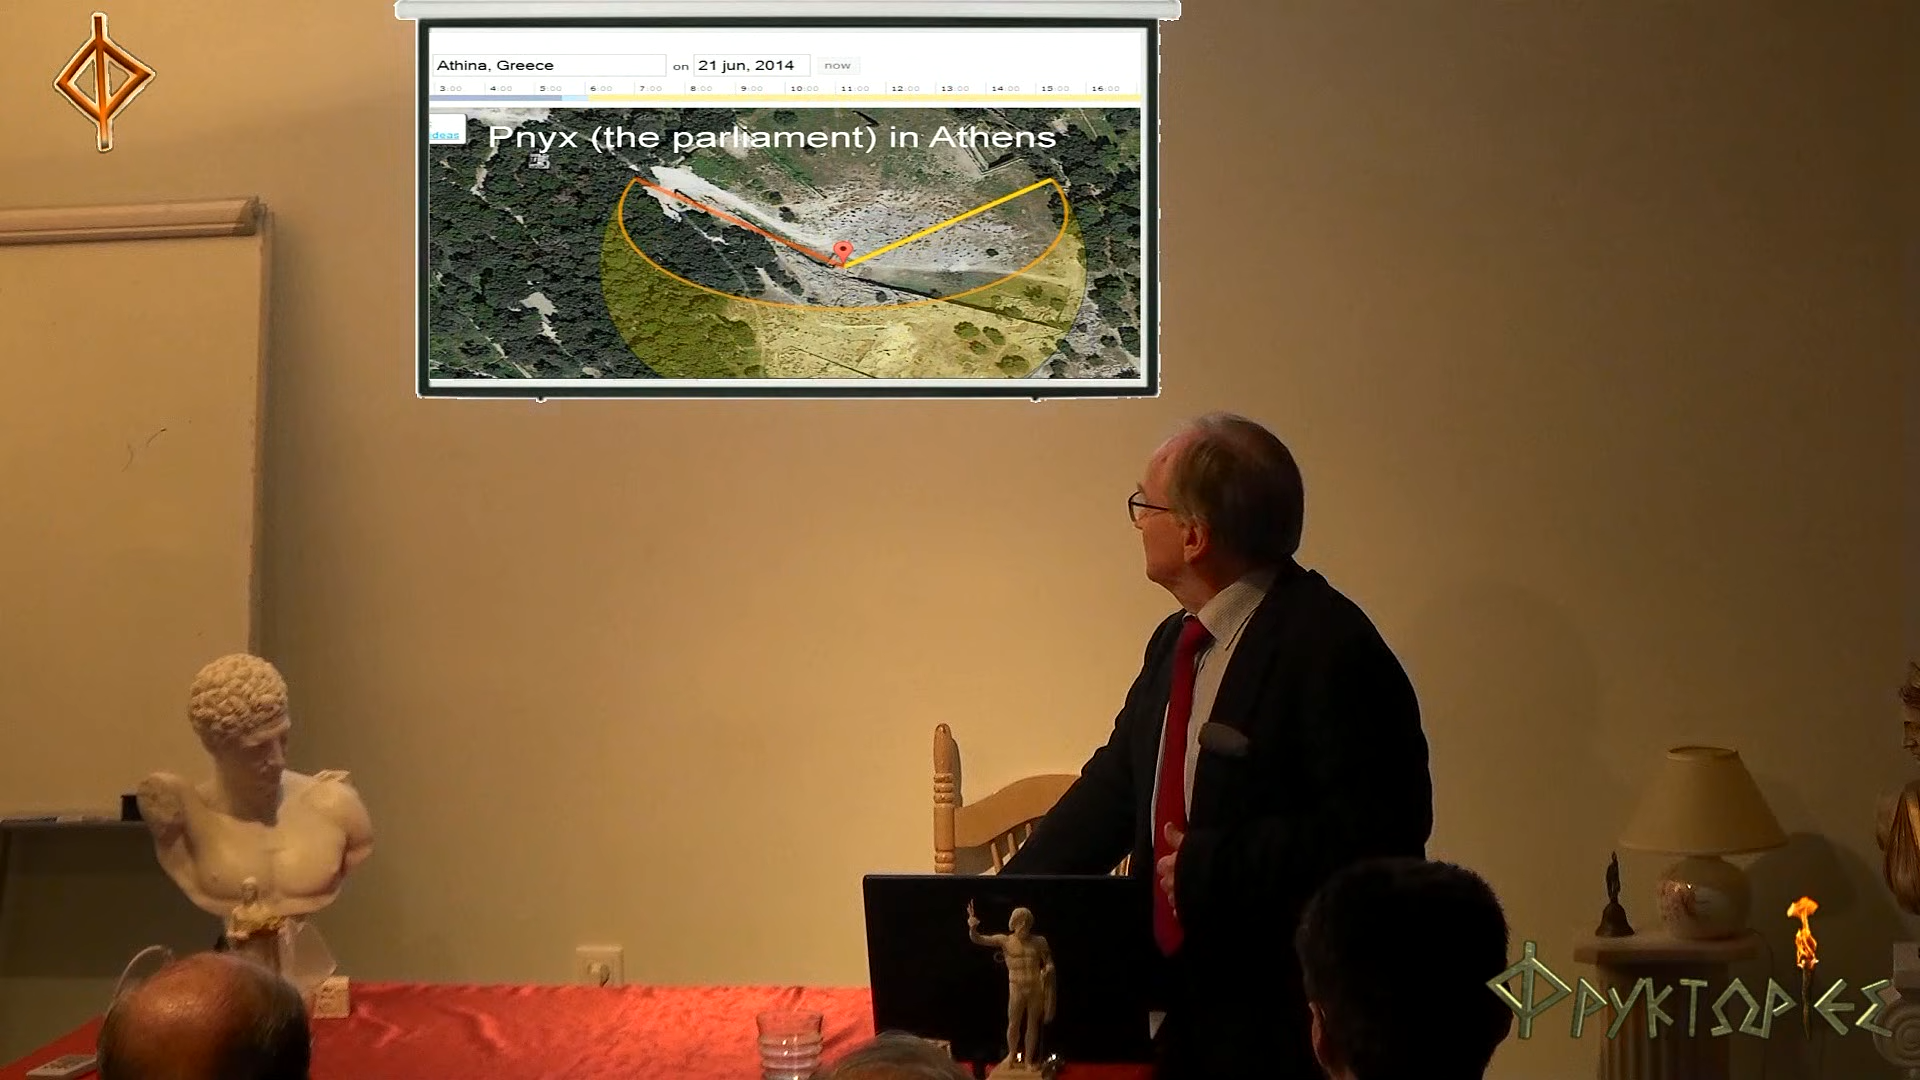 Athina, Greece on 21 jun, 2014 now
3:00 4:00 5:00 6:00 7:00 8:00 9:00 10:00 11:00 12:00 13:00 14:00 15:00 16:00
ideas
Pnyx (the parliament) in Athens
ΦΡΥΚΤΩΡΙΕΣ